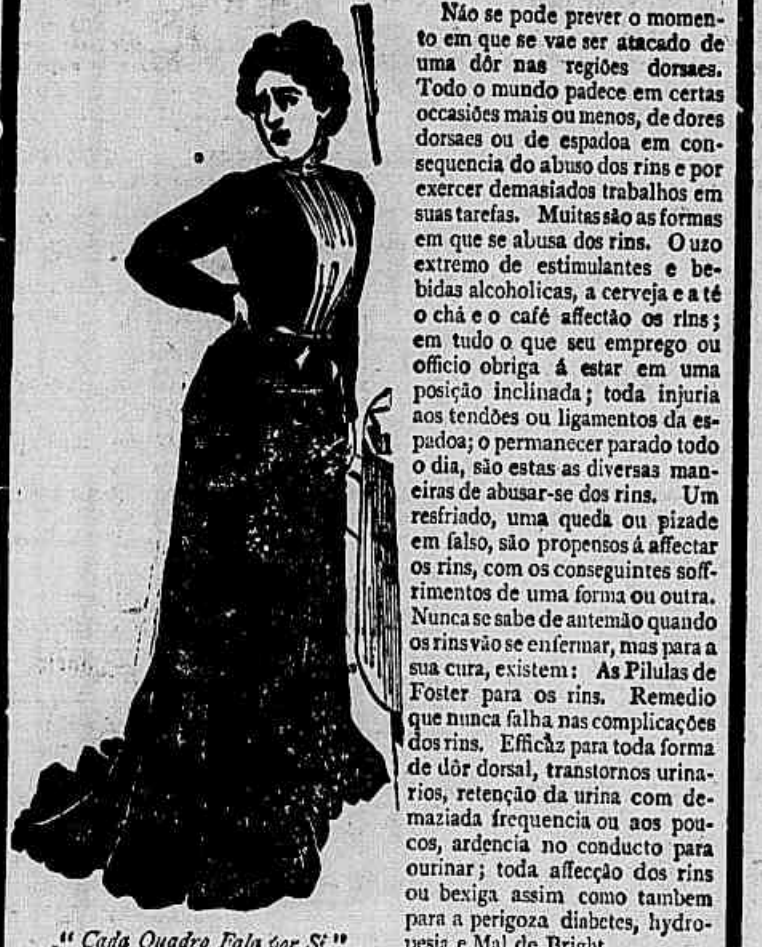 Não se pode prever o momen-
to em que se vae ser atacado de
uma dôr nas regiões dorsaes.
Todo o mundo padece em certas
occasiões mais ou menos, de dores
dorsaes ou de espadoa em con-
sequencia do abuso dos rins e por
exercer demasiados trabalhos em
suas tarefas. Muitas são as formas
em que se abusa dos rins. O uzo
extremo de estimulantes e be-
bidas alcoholicas, a cerveja e a té
o chá e o café affectão os rins;
em tudo o que seu emprego ou
officio obriga á estar em uma
posição inclinada; toda injuria
aos tendões ou ligamentos da es-
padoa; o permanecer parado todo
o dia, são estas as diversas man-
eiras de abusar-se dos rins. Um
resfriado, uma queda ou pizade
em falso, são propensos á affectar
os rins, com os conseguintes soff-
rimentos de uma forma ou outra.
Nunca se sabe de antemão quando
os rins vão se enfermar, mas para a
sua cura, existem: As Pilulas de
Foster para os rins. Remedio
que nunca falha nas complicações
dos rins. Efficaz para toda forma
de dôr dorsal, transtornos urina-
rios, retenção da urina com de-
maziada frequencia ou aos pou-
cos, ardencia no conducto para
ourinar; toda affecção dos rins
ou bexiga assim como tambem
para a perigoza diabetes, hydro-
pesia e Mal de Bright
"Cada Quadro Fala por Si"